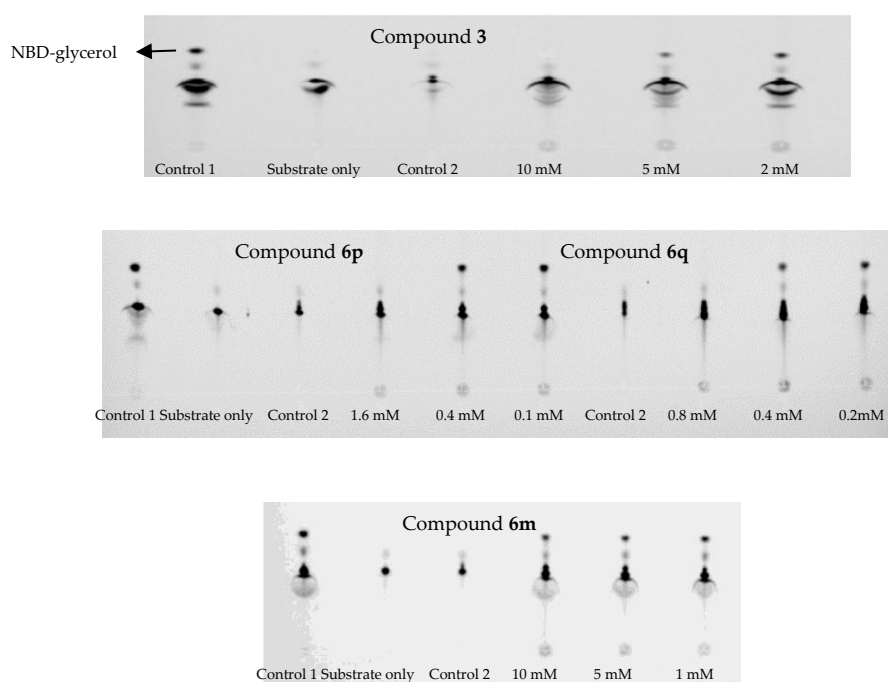 Compound 3
NBD-glycerol
Control 1 Substrate only Control 2 10 mM 5 mM 2 mM
Compound 6p Compound 6q
Control 1 Substrate only Control 2 1.6 mM 0.4 mM 0.1 mM Control 2 0.8 mM 0.4 mM 0.2mM
Compound 6m
Control 1 Substrate only Control 2 10 mM 5 mM 1 mM